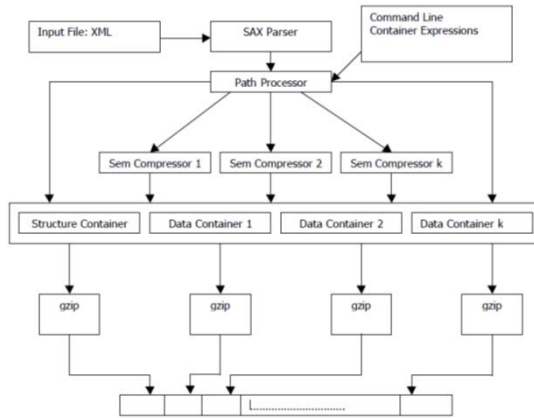 Input File: XML
SAX Parser
Command Line
Container Expressions
Path Processor
Sem Compressor 1
Sem Compressor 2
Sem Compressor k
Structure Container
Data Container 1
Data Container 2
Data Container k
gzip
gzip
gzip
gzip